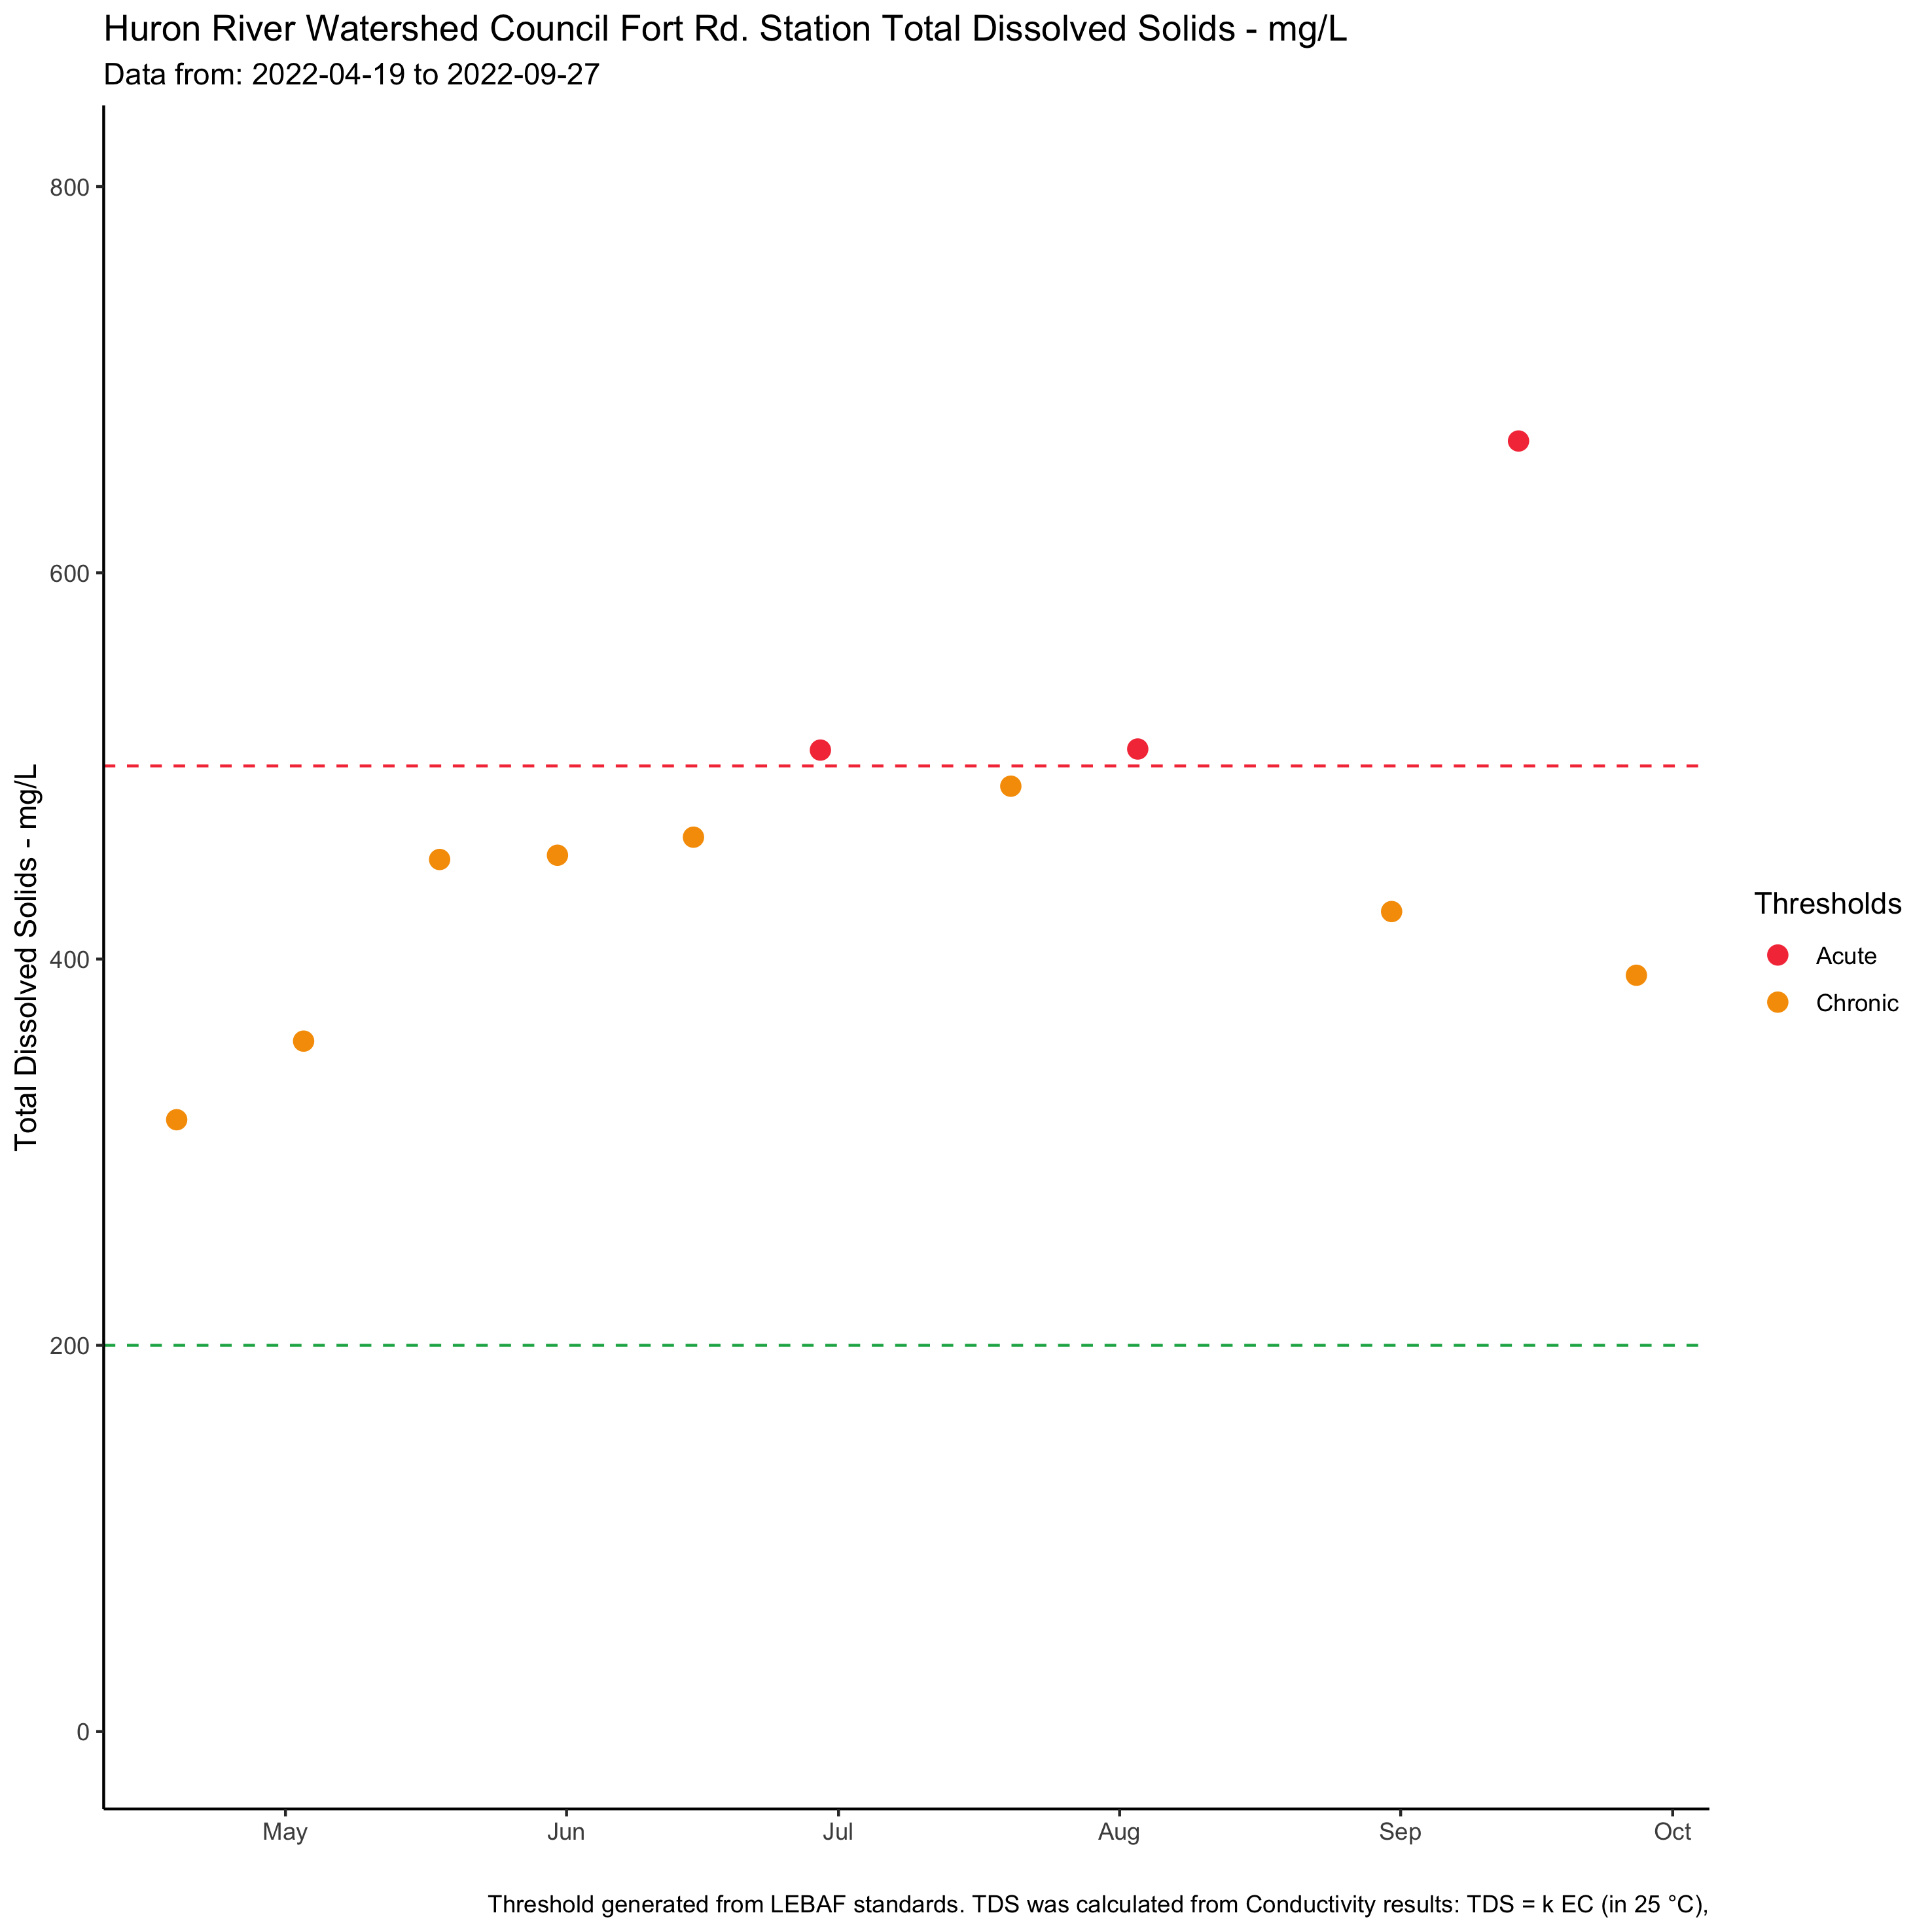 Huron River Watershed Council Fort Rd. Station Total Dissolved Solids - mg/L
Data from: 2022-04-19 to 2022-09-27
Total Dissolved Solids - mg/L
800
600
400
200
0
May Jun Jul Aug Sep Oct
Thresholds
Acute
Chronic
Threshold generated from LEBAF standards. TDS was calculated from Conductivity results: TDS = k EC (in 25 °C),